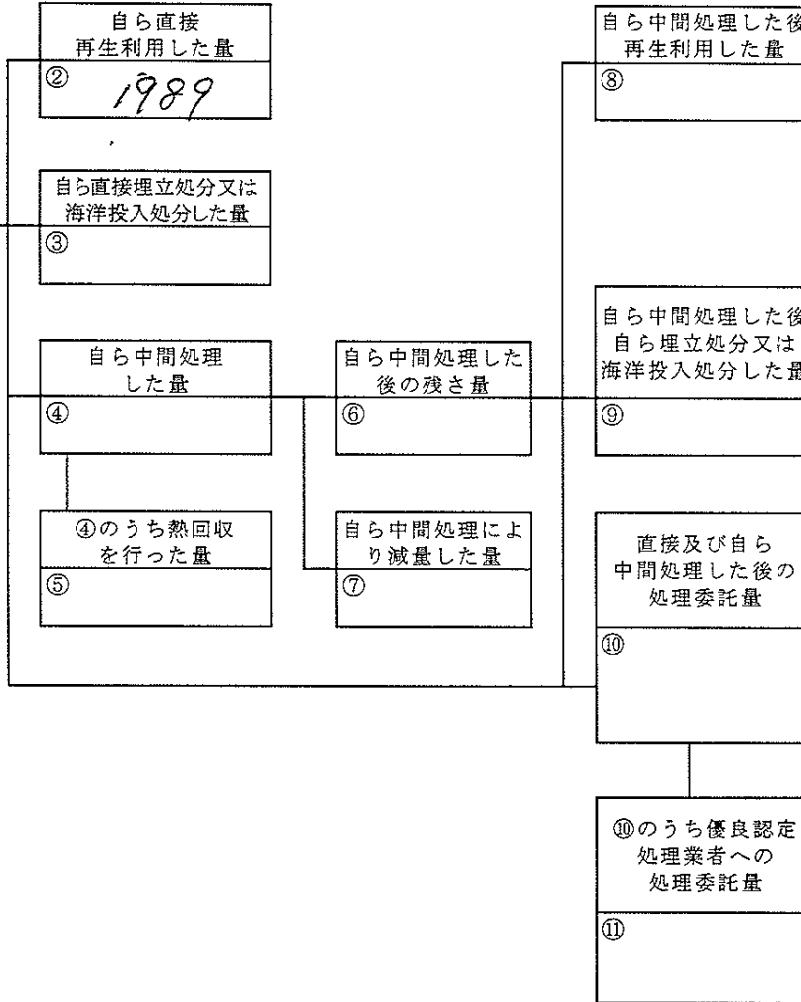 自ら直接
再生利用した量
②
1989
自ら直接埋立処分又は
海洋投入処分した量
③
自ら中間処理
した量
④
④のうち熱回収
を行った量
⑤
自ら中間処理した
後の残さ量
⑥
自ら中間処理によ
り減量した量
⑦
自ら中間処理した後
再生利用した量
⑧
自ら中間処理した後
自ら埋立処分又は
海洋投入処分した量
⑨
直接及び自ら
中間処理した後の
処理委託量
⑩
⑩のうち優良認定
処理業者への
処理委託量
⑪